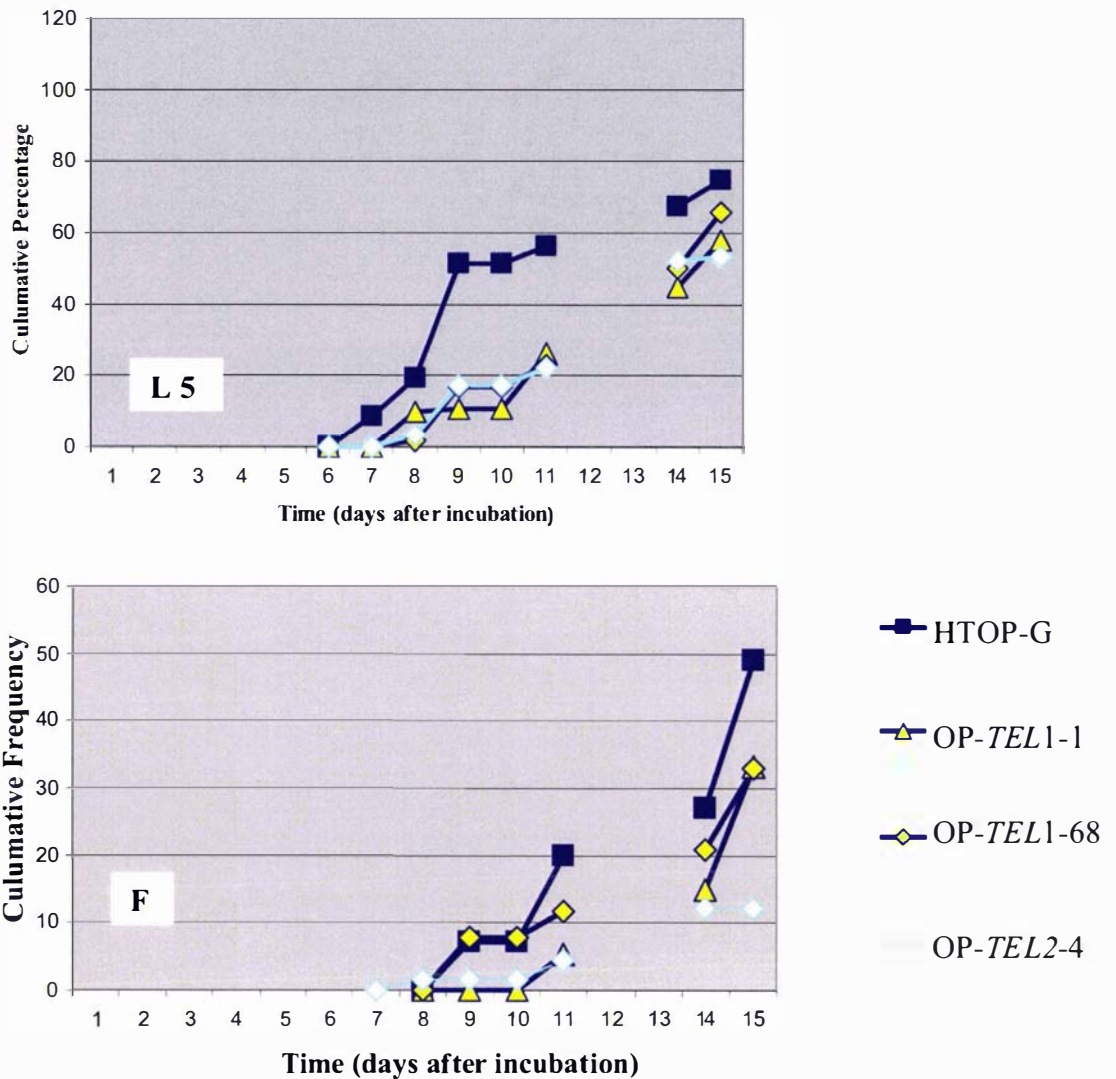 120
100
80
60
40
20
0
Culumative Percentage
L 5
1 2 3 4 5 6 7 8 9 10 11 12 13 14 15
Time (days after incubation)
60
50
40
30
20
10
0
Culumative Frequency
F
1 2 3 4 5 6 7 8 9 10 11 12 13 14 15
Time (days after incubation)
HTOP-G
OP-TEL1-1
OP-TEL1-68
OP-TEL2-4